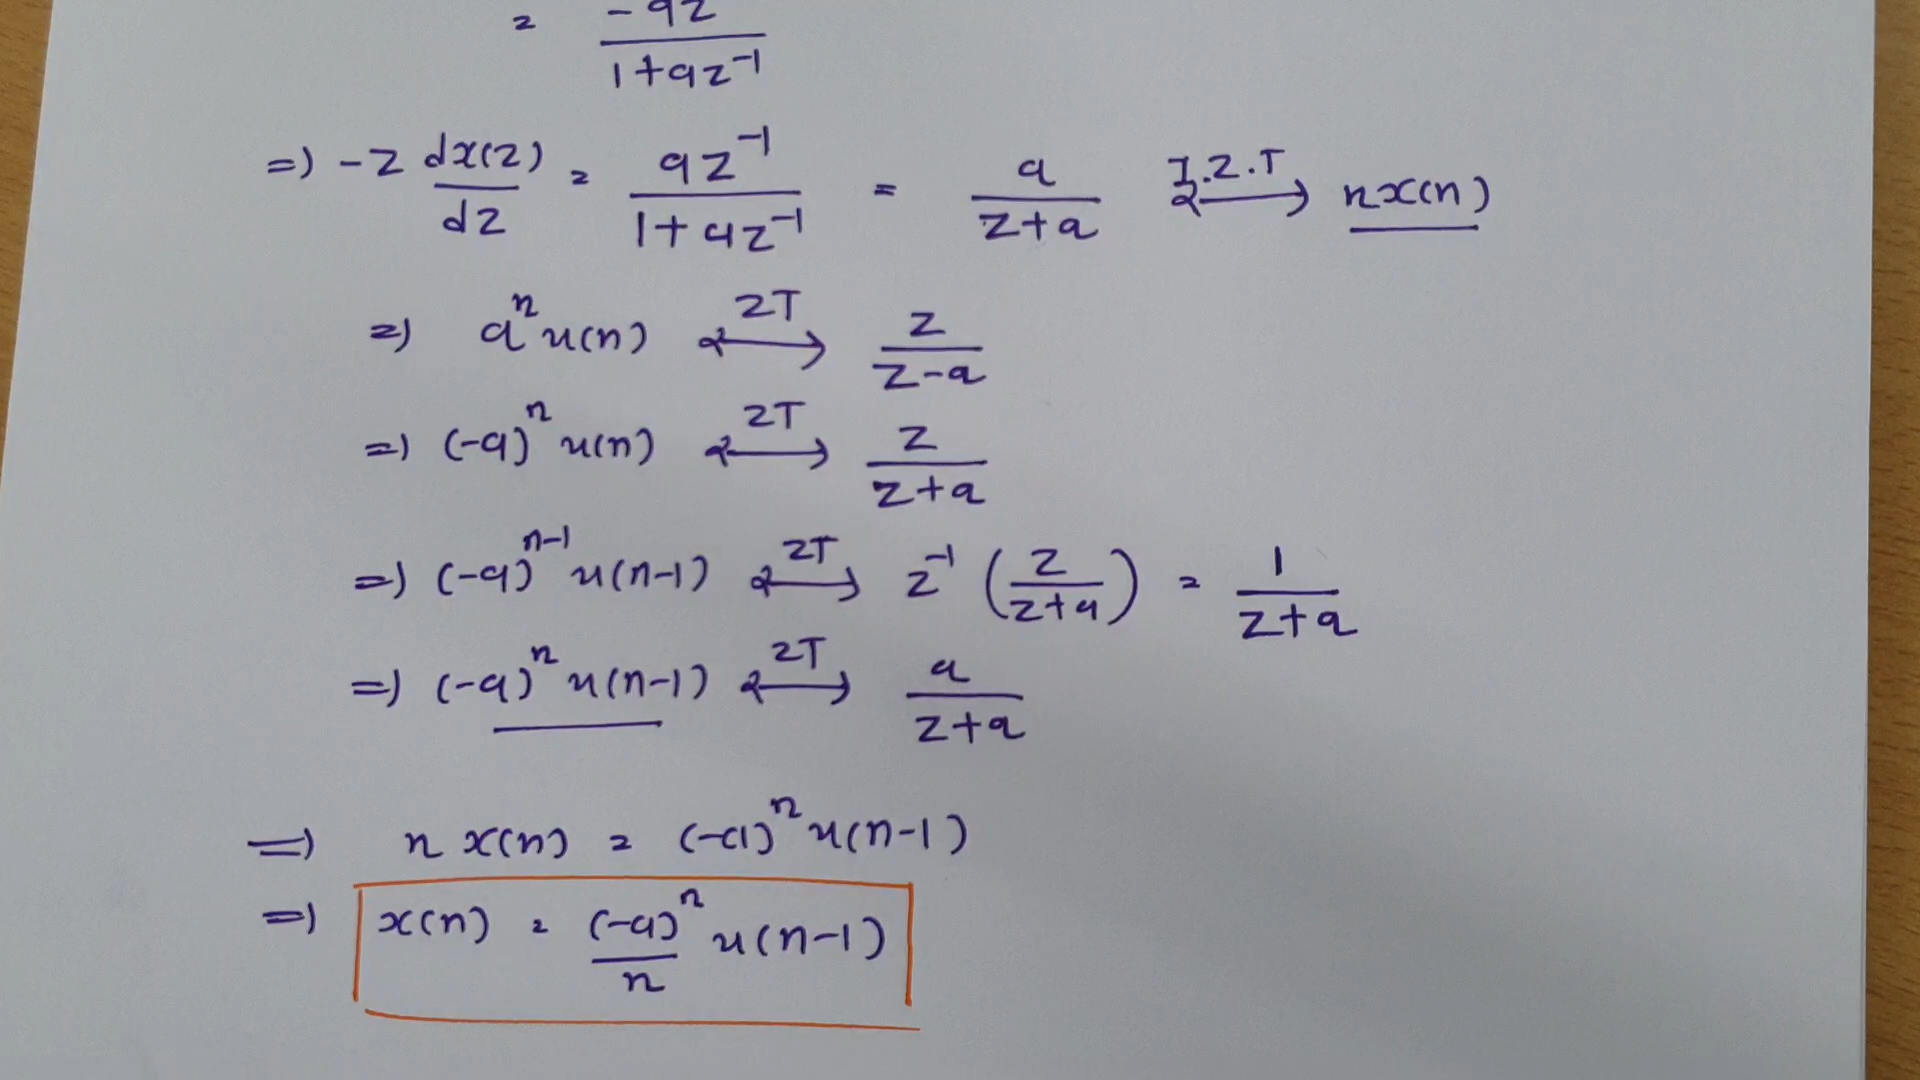 = -az / 1+az⁻¹
=) -z dx(z)/dz = az⁻¹ / 1+az⁻¹ = a / z+a I.Z.T ⟷ nx(n)
=) aⁿ u(n) ZT ⟷ z / z-a
=) (-a)ⁿ u(n) ZT ⟷ z / z+a
=) (-a)ⁿ⁻¹ u(n-1) ZT ⟷ z⁻¹ (z / z+a) = 1 / z+a
=) (-a)ⁿ u(n-1) ZT ⟷ a / z+a
=) n x(n) = (-a)ⁿ u(n-1)
=) x(n) = (-a)ⁿ / n u(n-1)